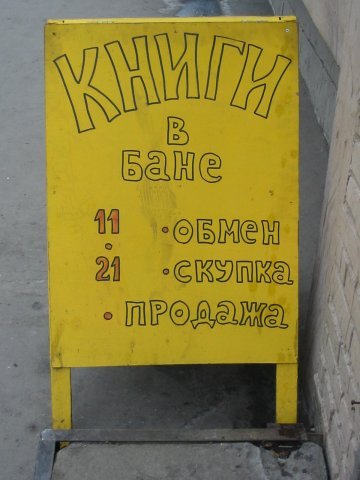 КНИГИ
в
бане
11 • обмен
• 21 • скупка
• продажа